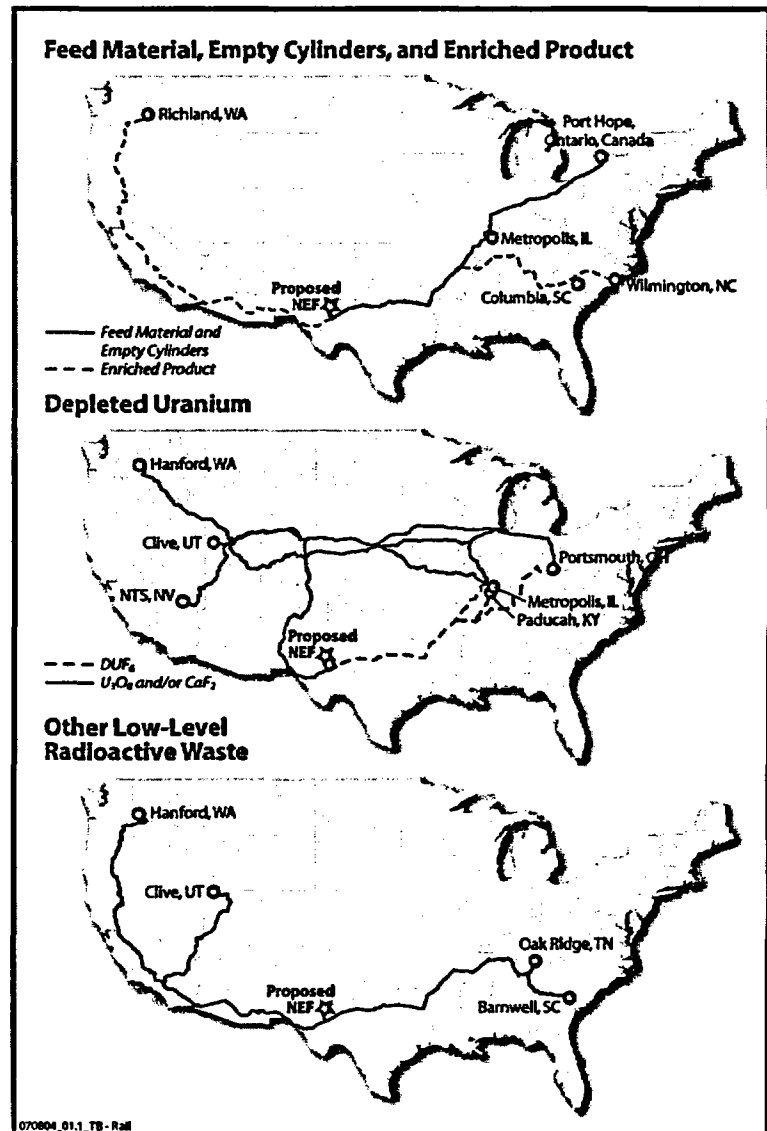 Feed Material, Empty Cylinders, and Enriched Product
Richland, WA
Port Hope,
Ontario, Canada
Metropolis, IL
Proposed
NEF
Columbia, SC
Wilmington, NC
Feed Material and
Empty Cylinders
Enriched Product
Depleted Uranium
Hanford, WA
Clive, UT
Portsmouth, OH
NTS, NV
Metropolis, IL
Paducah, KY
Proposed
NEF
DUF₆
U₃O₈ and/or CaF₂
Other Low-Level
Radioactive Waste
Hanford, WA
Clive, UT
Oak Ridge, TN
Proposed
NEF
Barnwell, SC
070804_01.1_TB - Rail